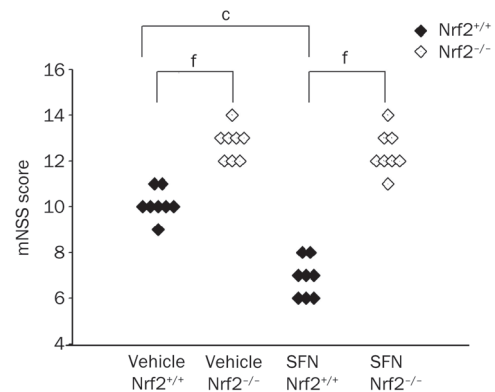 c
Nrf2+/+
Nrf2−/−
f
f
16
14
12
10
8
6
4
mNSS score
Vehicle Nrf2+/+
Vehicle Nrf2−/−
SFN Nrf2+/+
SFN Nrf2−/−